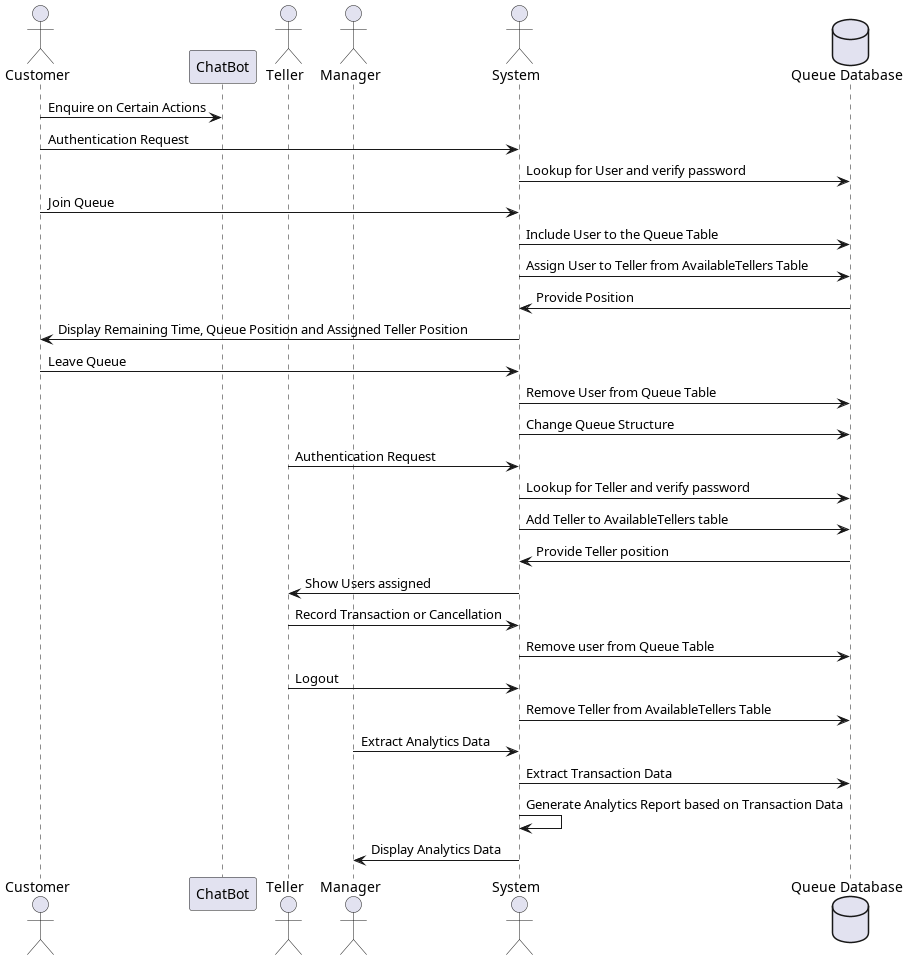 Customer
ChatBot
Teller
Manager
System
Queue Database
Enquire on Certain Actions
Authentication Request
Lookup for User and verify password
Join Queue
Include User to the Queue Table
Assign User to Teller from AvailableTellers Table
Provide Position
Display Remaining Time, Queue Position and Assigned Teller Position
Leave Queue
Remove User from Queue Table
Change Queue Structure
Authentication Request
Lookup for Teller and verify password
Add Teller to AvailableTellers table
Provide Teller position
Show Users assigned
Record Transaction or Cancellation
Remove user from Queue Table
Logout
Remove Teller from AvailableTellers Table
Extract Analytics Data
Extract Transaction Data
Generate Analytics Report based on Transaction Data
Display Analytics Data
Customer
ChatBot
Teller
Manager
System
Queue Database